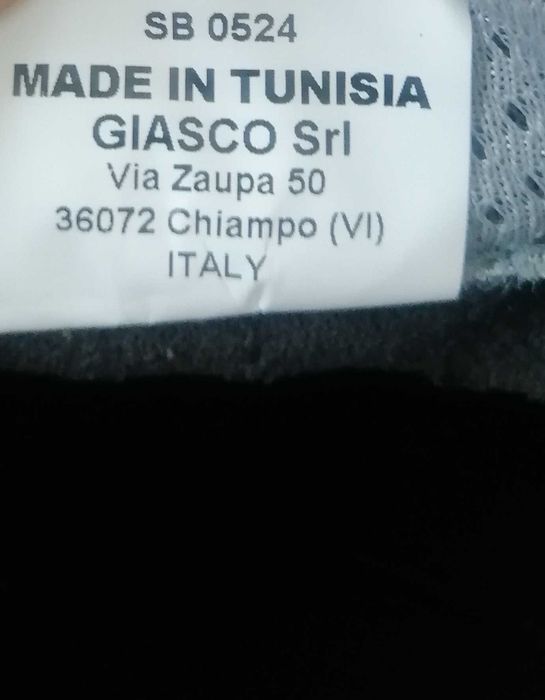 SB 0524
MADE IN TUNISIA
GIASCO Srl
Via Zaupa 50
36072 Chiampo (VI)
ITALY